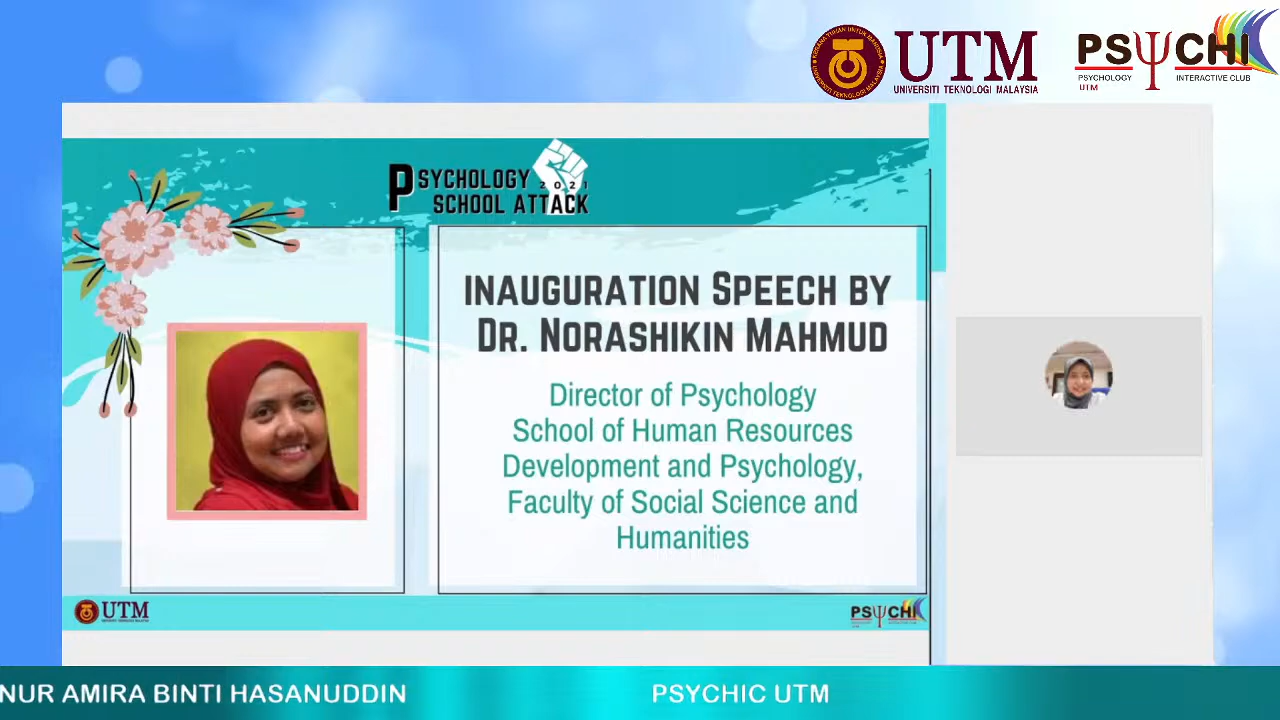 UTM
UNIVERSITI TEKNOLOGI MALAYSIA
PSYCHI
PSYCHOLOGY INTERACTIVE CLUB
UTM
PSYCHOLOGY
2021
SCHOOL ATTACK
INAUGURATION SPEECH BY
DR. NORASHIKIN MAHMUD
Director of Psychology
School of Human Resources
Development and Psychology,
Faculty of Social Science and
Humanities
UTM
PSYCHI
NUR AMIRA BINTI HASANUDDIN
PSYCHIC UTM